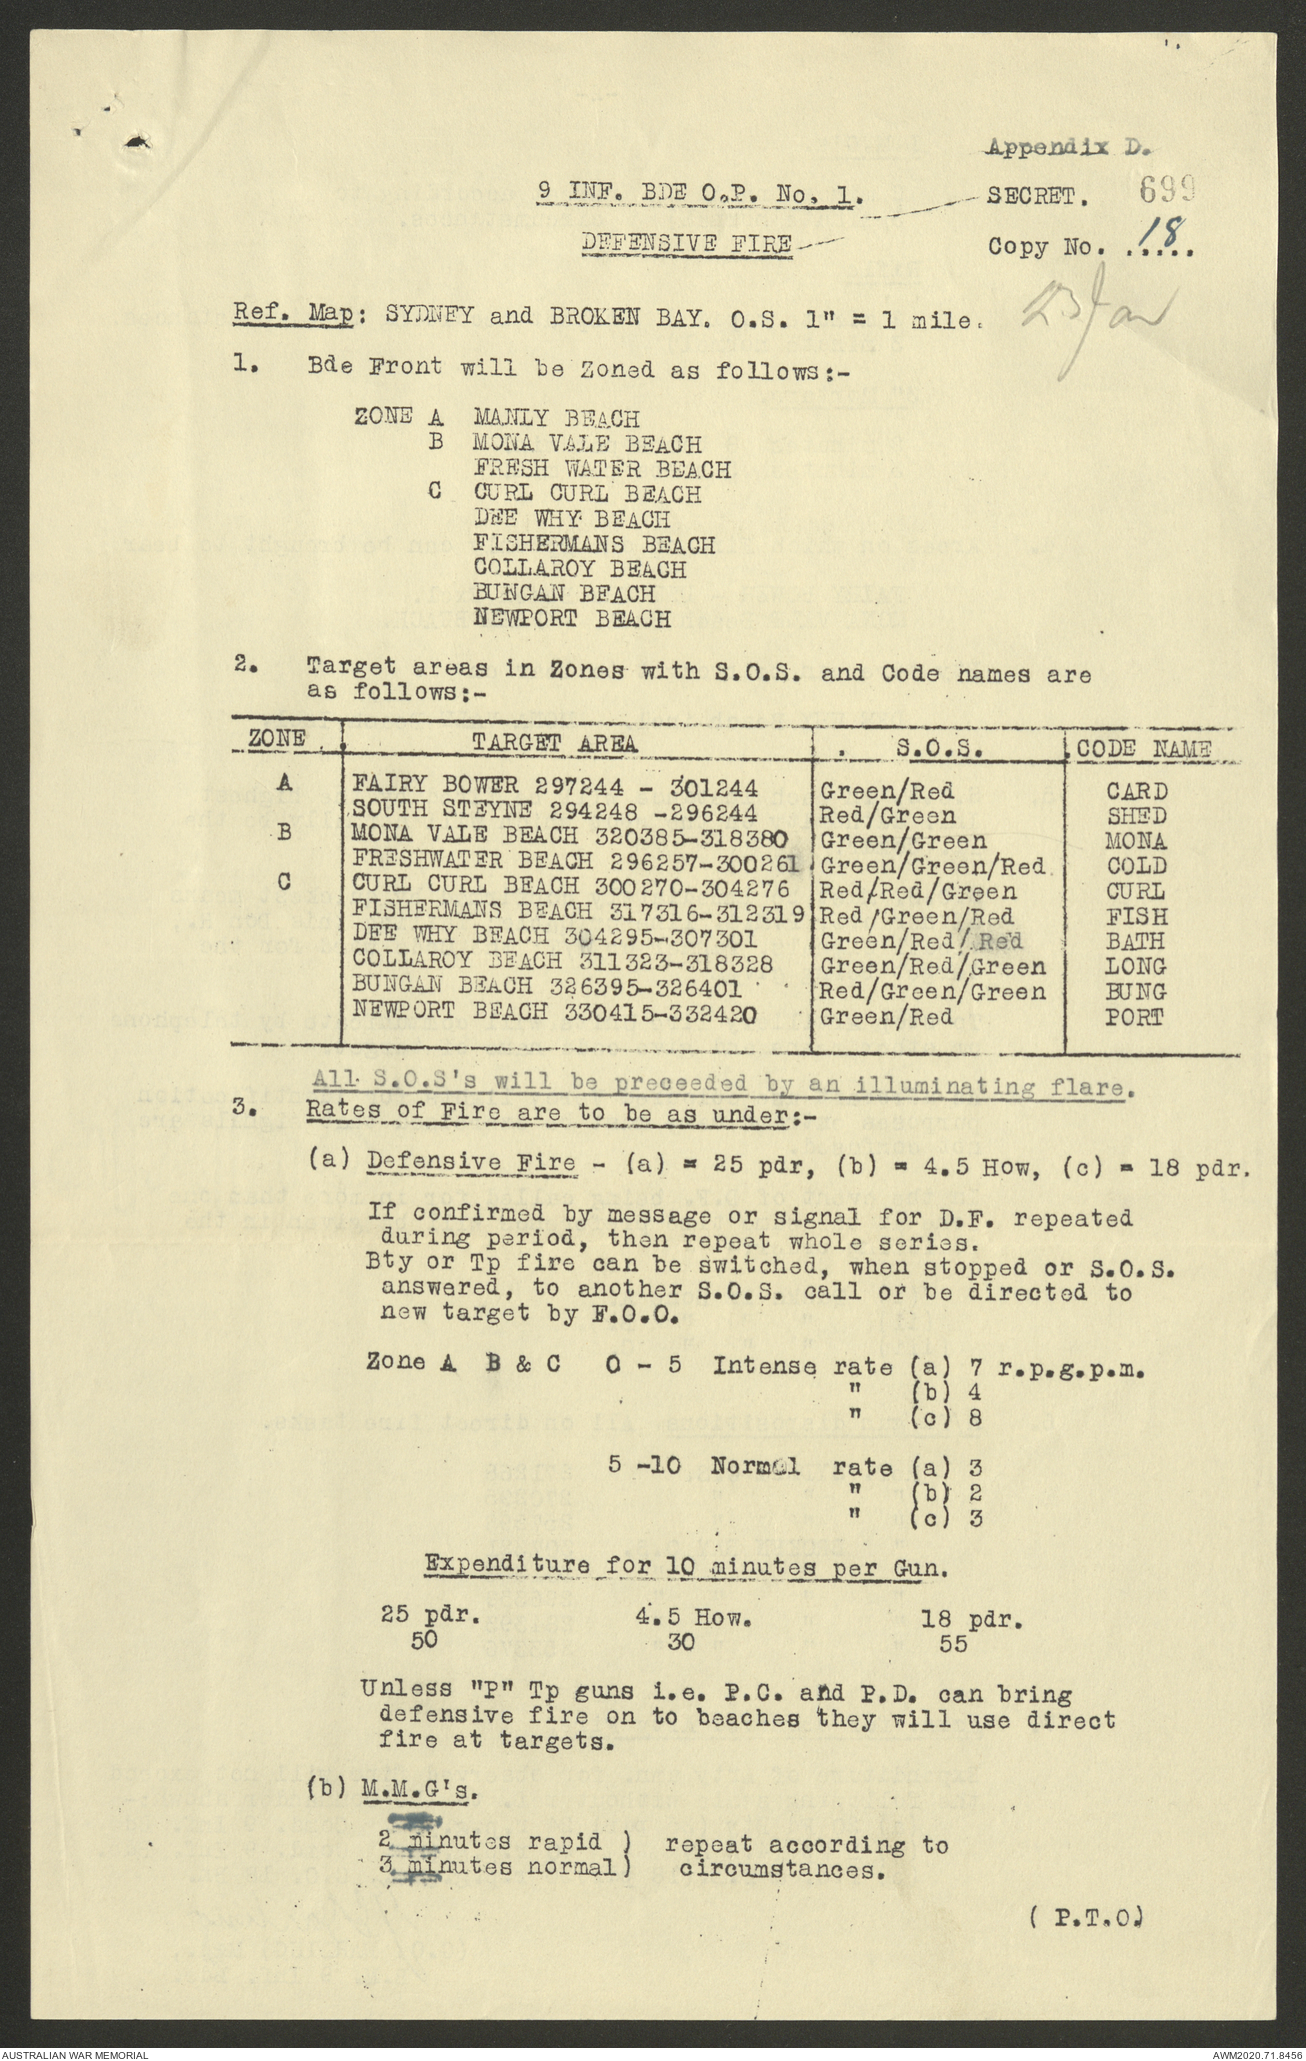 Appendix D.
9 INF. BDE O.P. No. 1. SECRET. 699
DEFENSIVE FIRE Copy No. ..... 18
23 Jan
Ref. Map: SYDNEY and BROKEN BAY. O.S. 1" = 1 mile.
1. Bde Front will be Zoned as follows:-
ZONE A MANLY BEACH
B MONA VALE BEACH
FRESH WATER BEACH
C CURL CURL BEACH
DEE WHY BEACH
FISHERMANS BEACH
COLLAROY BEACH
BUNGAN BEACH
NEWPORT BEACH
2. Target areas in Zones with S.O.S. and Code names are
as follows:-
ZONE TARGET AREA S.O.S. CODE NAME
A FAIRY BOWER 297244 - 301244 Green/Red CARD
SOUTH STEYNE 294248 -296244 Red/Green SHED
B MONA VALE BEACH 320385-318380 Green/Green MONA
FRESHWATER BEACH 296257-300261 Green/Green/Red COLD
C CURL CURL BEACH 300270-304276 Red/Red/Green CURL
FISHERMANS BEACH 317316-312319 Red/Green/Red FISH
DEE WHY BEACH 304295-307301 Green/Red/Red BATH
COLLAROY BEACH 311323-318328 Green/Red/Green LONG
BUNGAN BEACH 326395-326401 Red/Green/Green BUNG
NEWPORT BEACH 330415-332420 Green/Red PORT
All S.O.S's will be preceeded by an illuminating flare.
3. Rates of Fire are to be as under:-
(a) Defensive Fire - (a) = 25 pdr, (b) = 4.5 How, (c) = 18 pdr.
If confirmed by message or signal for D.F. repeated
during period, then repeat whole series.
Bty or Tp fire can be switched, when stopped or S.O.S.
answered, to another S.O.S. call or be directed to
new target by F.O.O.
Zone A B & C 0 - 5 Intense rate (a) 7 r.p.g.p.m.
" (b) 4
" (c) 8
5 -10 Normal rate (a) 3
" (b) 2
" (c) 3
Expenditure for 10 minutes per Gun.
25 pdr. 4.5 How. 18 pdr.
50 30 55
Unless "P" Tp guns i.e. P.C. and P.D. can bring
defensive fire on to beaches they will use direct
fire at targets.
(b) M.M.G's.
2 minutes rapid ) repeat according to
3 minutes normal) circumstances.
( P.T.O.)
AUSTRALIAN WAR MEMORIAL AWM2020.71.8456